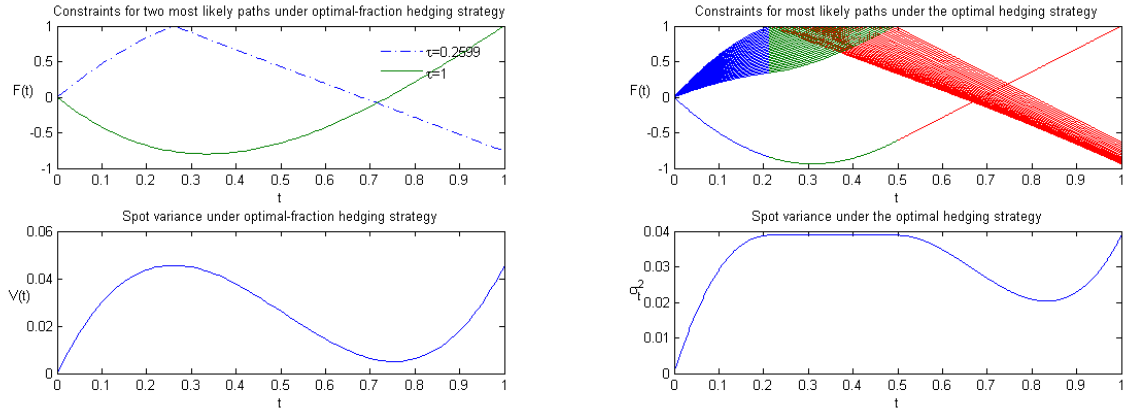 Constraints for two most likely paths under optimal-fraction hedging strategy
1
0.5
0
-0.5
-1
F(t)
τ=0.2599
τ=1
0 0.1 0.2 0.3 0.4 0.5 0.6 0.7 0.8 0.9 1
t
Constraints for most likely paths under the optimal hedging strategy
1
0.5
0
-0.5
-1
F(t)
0 0.1 0.2 0.3 0.4 0.5 0.6 0.7 0.8 0.9 1
t
Spot variance under optimal-fraction hedging strategy
0.06
0.04
0.02
0
V(t)
0 0.1 0.2 0.3 0.4 0.5 0.6 0.7 0.8 0.9 1
t
Spot variance under the optimal hedging strategy
0.04
0.03
0.02
0.01
0
σ²t
0 0.1 0.2 0.3 0.4 0.5 0.6 0.7 0.8 0.9 1
t